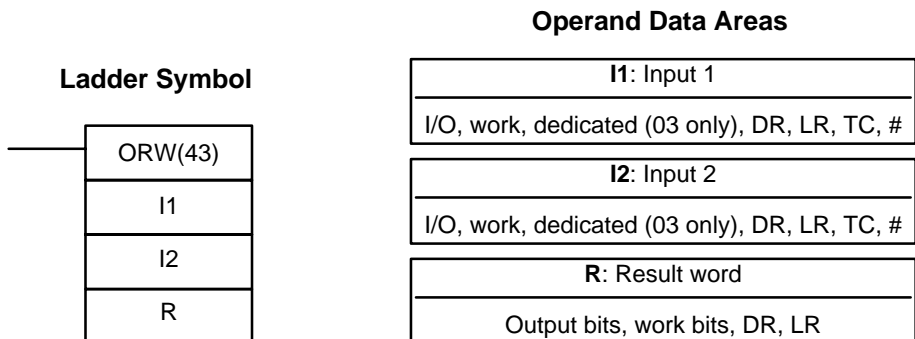 Ladder Symbol
ORW(43)
I1
I2
R
Operand Data Areas
I1: Input 1
I/O, work, dedicated (03 only), DR, LR, TC, #
I2: Input 2
I/O, work, dedicated (03 only), DR, LR, TC, #
R: Result word
Output bits, work bits, DR, LR